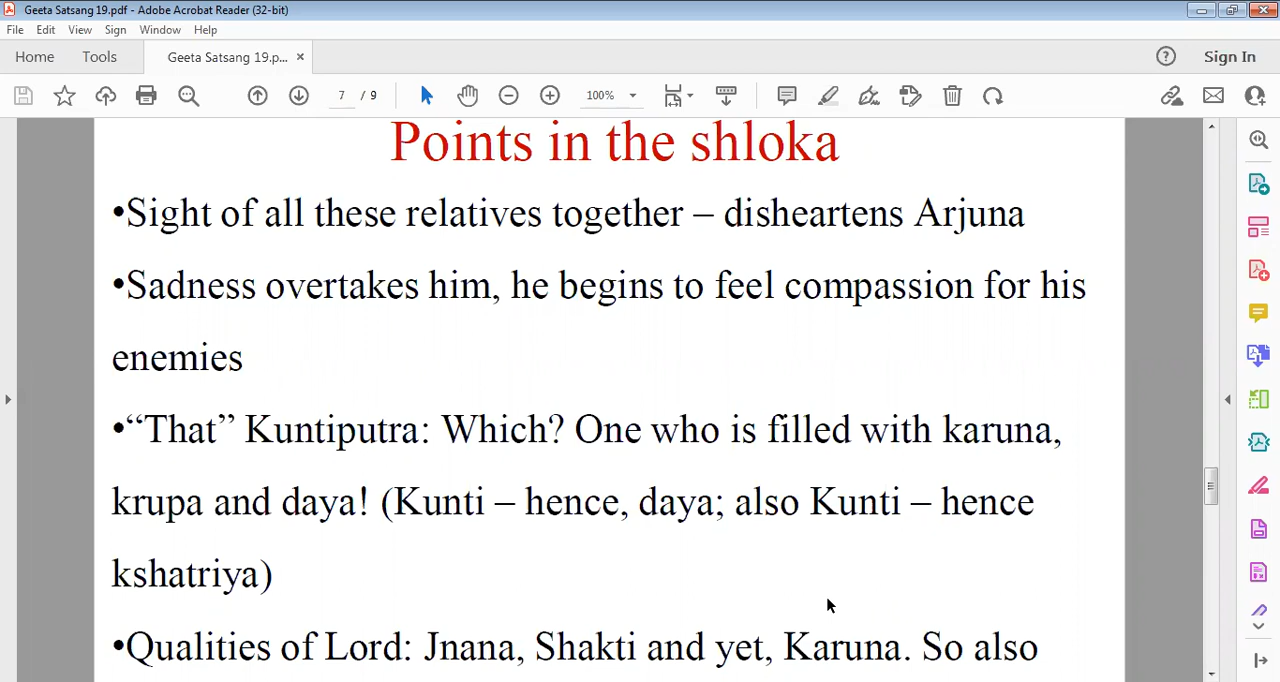 Geeta Satsang 19.pdf - Adobe Acrobat Reader (32-bit)
File Edit View Sign Window Help
Home Tools Geeta Satsang 19.p... × Sign In
7 / 9 100%
Points in the shloka
•Sight of all these relatives together – disheartens Arjuna
•Sadness overtakes him, he begins to feel compassion for his
enemies
•“That” Kuntiputra: Which? One who is filled with karuna,
krupa and daya! (Kunti – hence, daya; also Kunti – hence
kshatriya)
•Qualities of Lord: Jnana, Shakti and yet, Karuna. So also